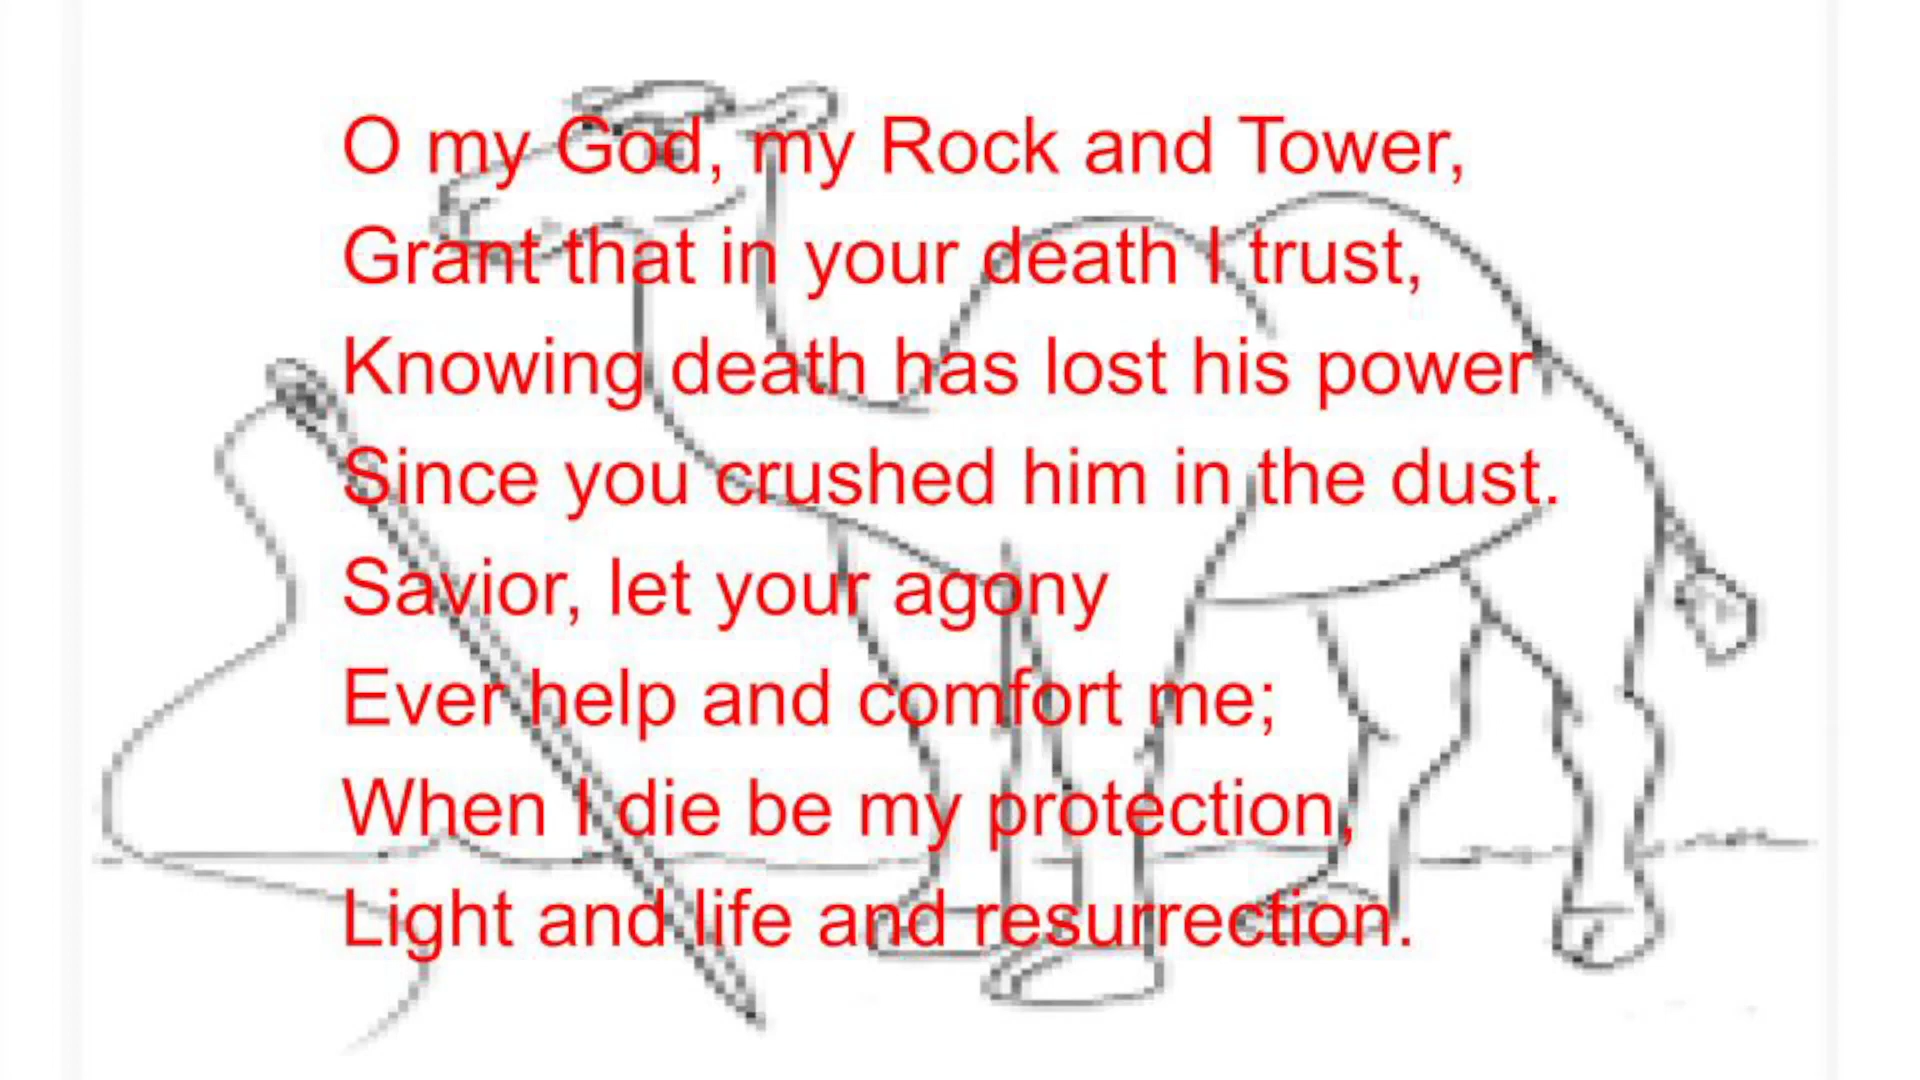 O my God, my Rock and Tower,
Grant that in your death I trust,
Knowing death has lost his power
Since you crushed him in the dust.
Savior, let your agony
Ever help and comfort me;
When I die be my protection,
Light and life and resurrection.